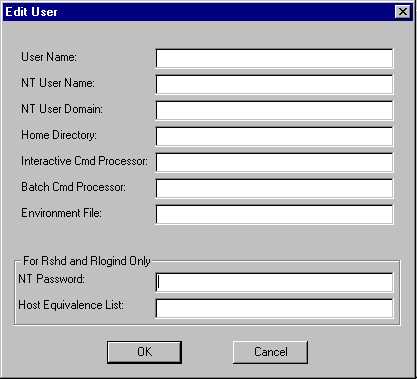 Edit User
User Name:
NT User Name:
NT User Domain:
Home Directory:
Interactive Cmd Processor:
Batch Cmd Processor:
Environment File:
For Rshd and Rlogind Only
NT Password:
Host Equivalence List:
OK Cancel